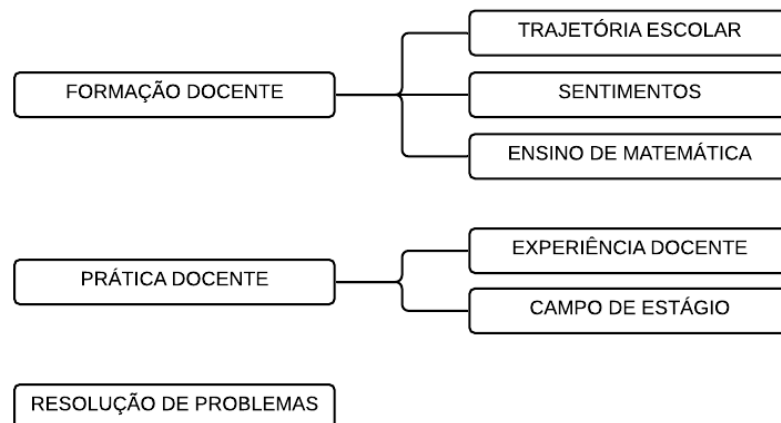 FORMAÇÃO DOCENTE
TRAJETÓRIA ESCOLAR
SENTIMENTOS
ENSINO DE MATEMÁTICA
PRÁTICA DOCENTE
EXPERIÊNCIA DOCENTE
CAMPO DE ESTÁGIO
RESOLUÇÃO DE PROBLEMAS